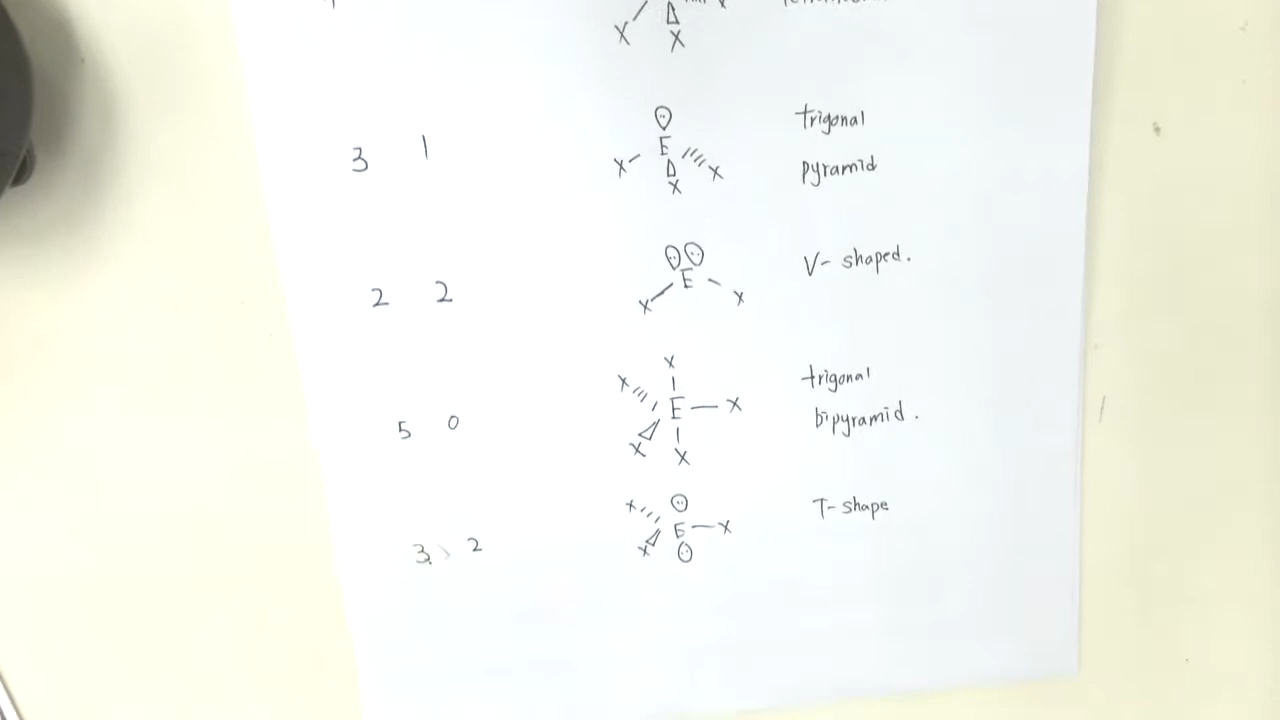 X X
3 1 E X X X trigonal
pyramid
2 2 E X X V- shaped.
5 0 X X E X X X trigonal
bipyramid.
3 2 X E X X T-shape